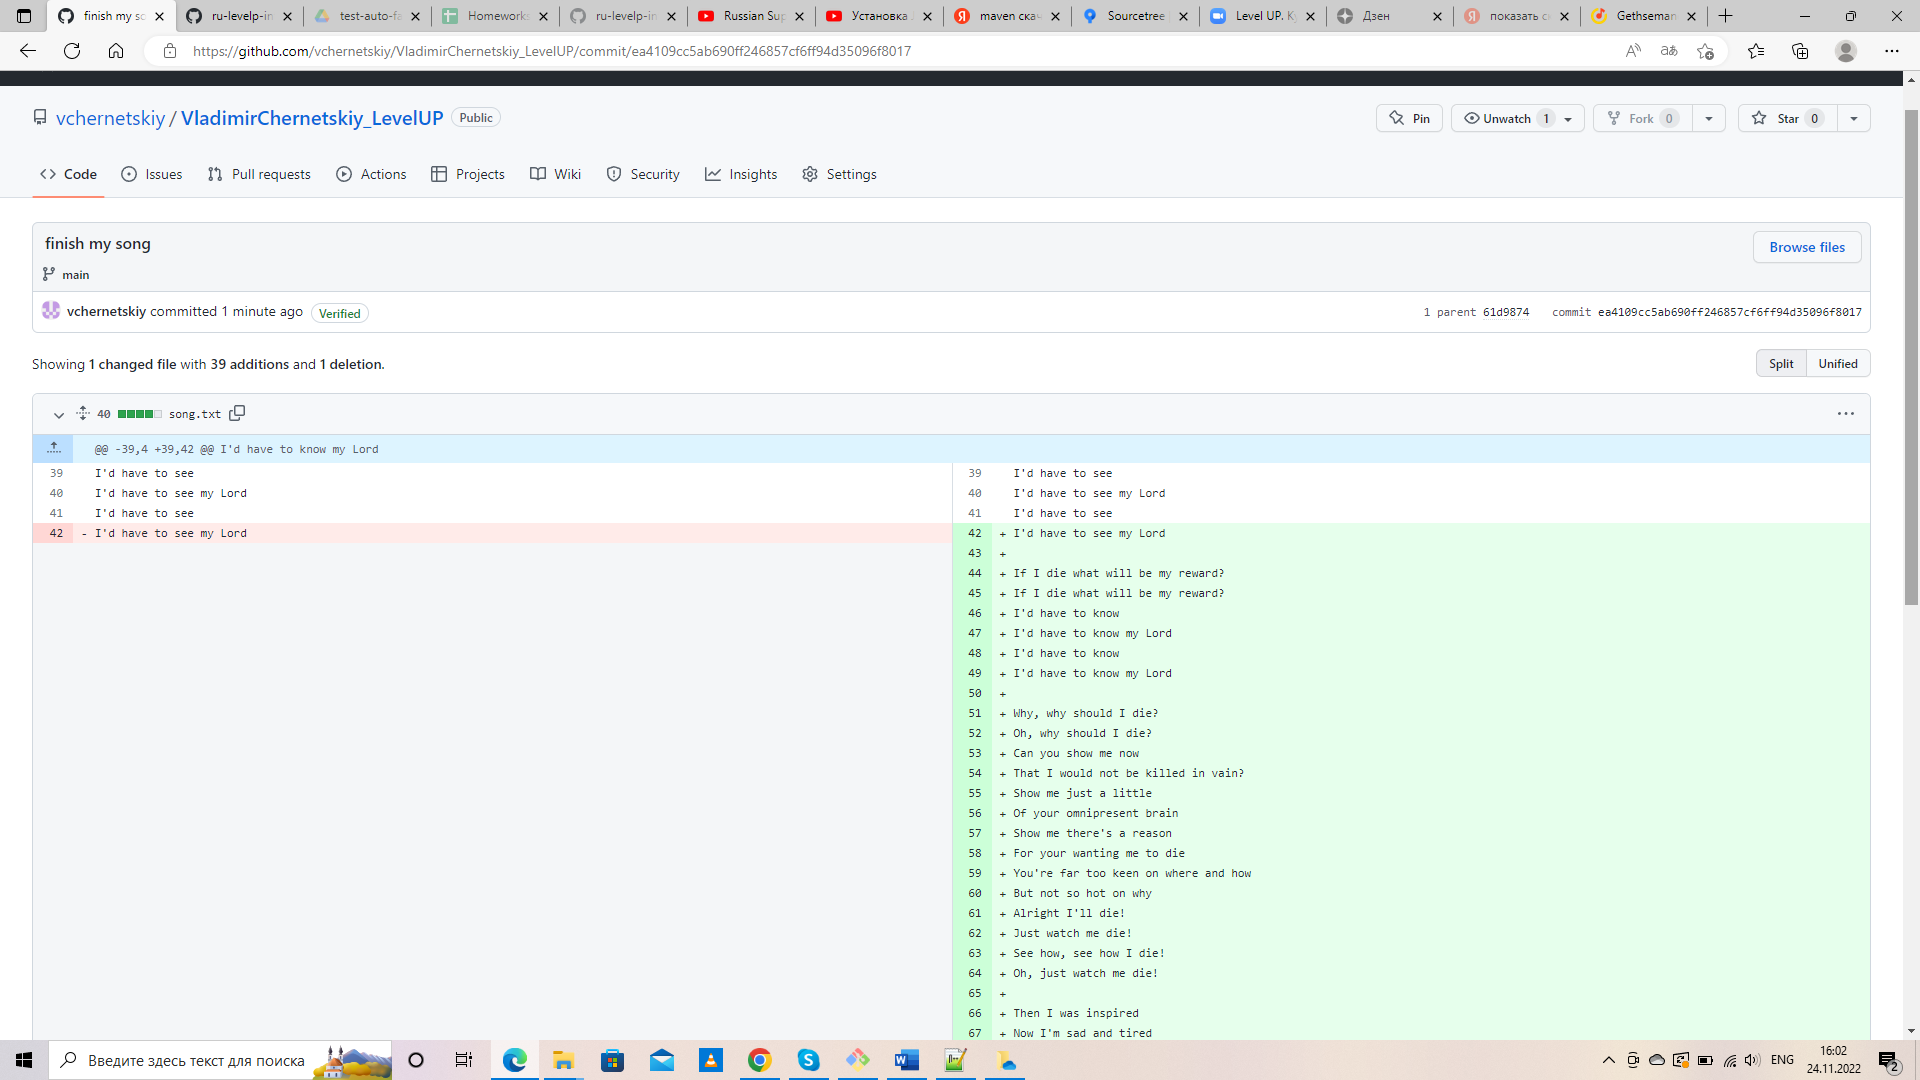 finish my so
ru-levelp-in
test-auto-fa
Homeworks
ru-levelp-in
Russian Sup
Установка
maven скач
Sourcetree
Level UP. Ку
Дзен
показать с
Gethseman
https://github.com/vchernetskiy/VladimirChernetskiy_LevelUP/commit/ea4109cc5ab690ff246857cf6ff94d35096f8017
vchernetskiy / VladimirChernetskiy_LevelUP Public
Pin Unwatch 1 Fork 0 Star 0
Code Issues Pull requests Actions Projects Wiki Security Insights Settings
finish my song
Browse files
main
vchernetskiy committed 1 minute ago Verified
1 parent 61d9874 commit ea4109cc5ab690ff246857cf6ff94d35096f8017
Showing 1 changed file with 39 additions and 1 deletion.
Split Unified
40 song.txt
@@ -39,4 +39,42 @@ I'd have to know my Lord
39 I'd have to see
40 I'd have to see my Lord
41 I'd have to see
42 - I'd have to see my Lord
39 I'd have to see
40 I'd have to see my Lord
41 I'd have to see
42 + I'd have to see my Lord
43 +
44 + If I die what will be my reward?
45 + If I die what will be my reward?
46 + I'd have to know
47 + I'd have to know my Lord
48 + I'd have to know
49 + I'd have to know my Lord
50 +
51 + Why, why should I die?
52 + Oh, why should I die?
53 + Can you show me now
54 + That I would not be killed in vain?
55 + Show me just a little
56 + Of your omnipresent brain
57 + Show me there's a reason
58 + For your wanting me to die
59 + You're far too keen on where and how
60 + But not so hot on why
61 + Alright I'll die!
62 + Just watch me die!
63 + See how, see how I die!
64 + Oh, just watch me die!
65 +
66 + Then I was inspired
67 + Now I'm sad and tired
Введите здесь текст для поиска
ENG
16:02
24.11.2022
2